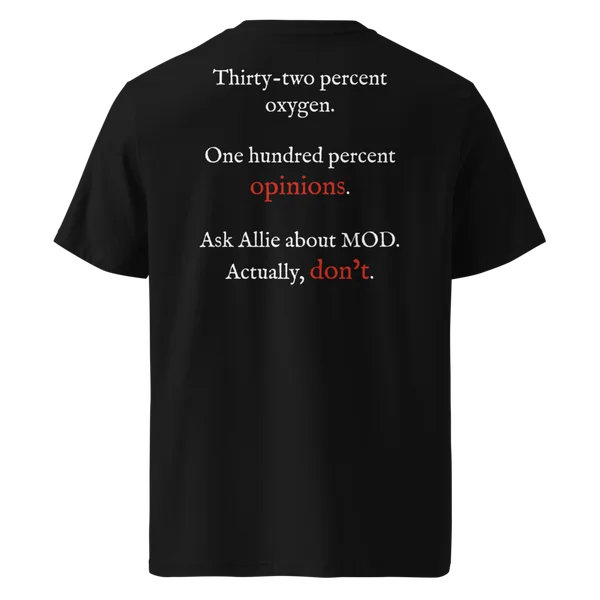 Thirty-two percent
oxygen.
One hundred percent
opinions.
Ask Allie about MOD.
Actually, don't.